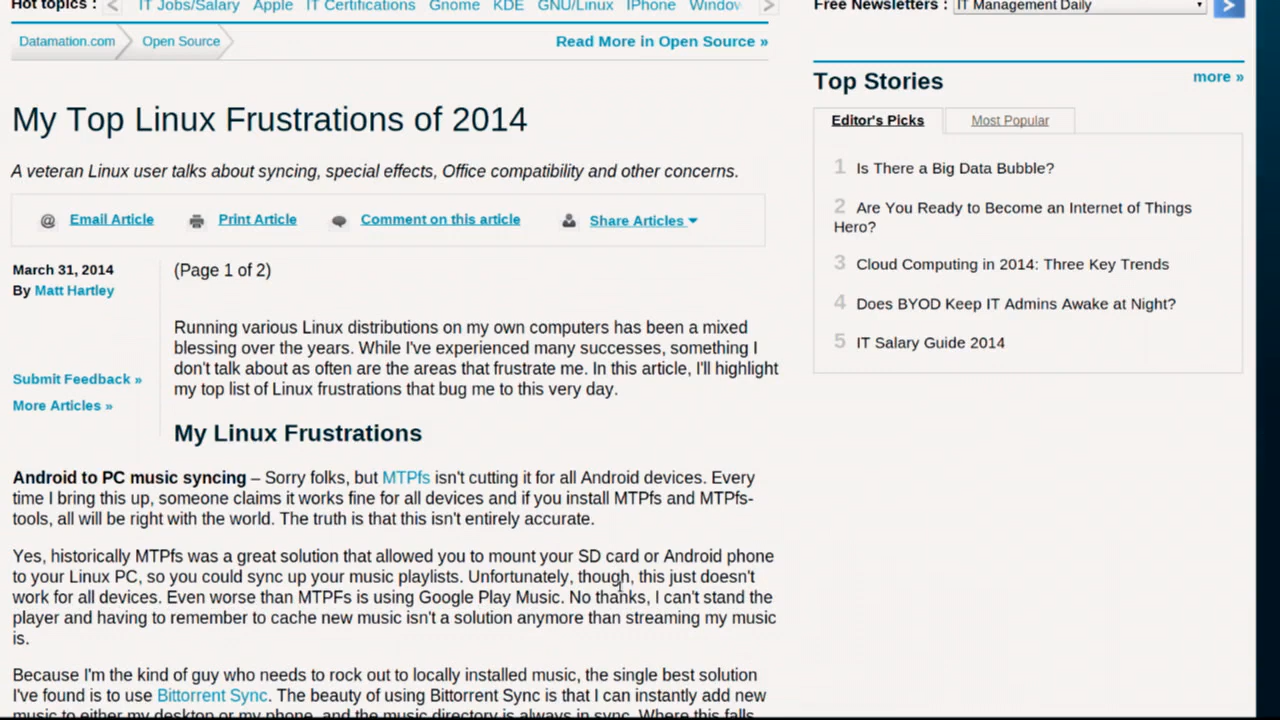 Hot topics : IT Jobs/Salary Apple IT Certifications Gnome KDE GNU/Linux IPhone
Free Newsletters : IT Management Daily
Datamation.com Open Source Read More in Open Source »
Top Stories more »
Editor's Picks Most Popular
1 Is There a Big Data Bubble?
2 Are You Ready to Become an Internet of Things
Hero?
3 Cloud Computing in 2014: Three Key Trends
4 Does BYOD Keep IT Admins Awake at Night?
5 IT Salary Guide 2014
My Top Linux Frustrations of 2014
A veteran Linux user talks about syncing, special effects, Office compatibility and other concerns.
Email Article Print Article Comment on this article Share Articles
March 31, 2014
By Matt Hartley
Submit Feedback »
More Articles »
(Page 1 of 2)
Running various Linux distributions on my own computers has been a mixed
blessing over the years. While I've experienced many successes, something I
don't talk about as often are the areas that frustrate me. In this article, I'll highlight
my top list of Linux frustrations that bug me to this very day.
My Linux Frustrations
Android to PC music syncing – Sorry folks, but MTPfs isn't cutting it for all Android devices. Every
time I bring this up, someone claims it works fine for all devices and if you install MTPfs and MTPfs-
tools, all will be right with the world. The truth is that this isn't entirely accurate.
Yes, historically MTPfs was a great solution that allowed you to mount your SD card or Android phone
to your Linux PC, so you could sync up your music playlists. Unfortunately, though, this just doesn't
work for all devices. Even worse than MTPFs is using Google Play Music. No thanks, I can't stand the
player and having to remember to cache new music isn't a solution anymore than streaming my music
is.
Because I'm the kind of guy who needs to rock out to locally installed music, the single best solution
I've found is to use Bittorrent Sync. The beauty of using Bittorrent Sync is that I can instantly add new
music to either my desktop or my phone, and the music directory is always in sync. Where this falls